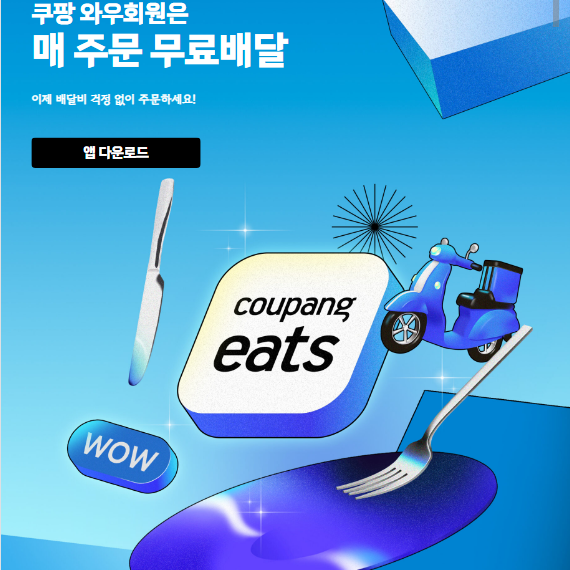 쿠팡 와우회원은
매 주문 무료배달
이제 배달비 걱정 없이 주문하세요!
앱 다운로드
coupang
eats
WOW